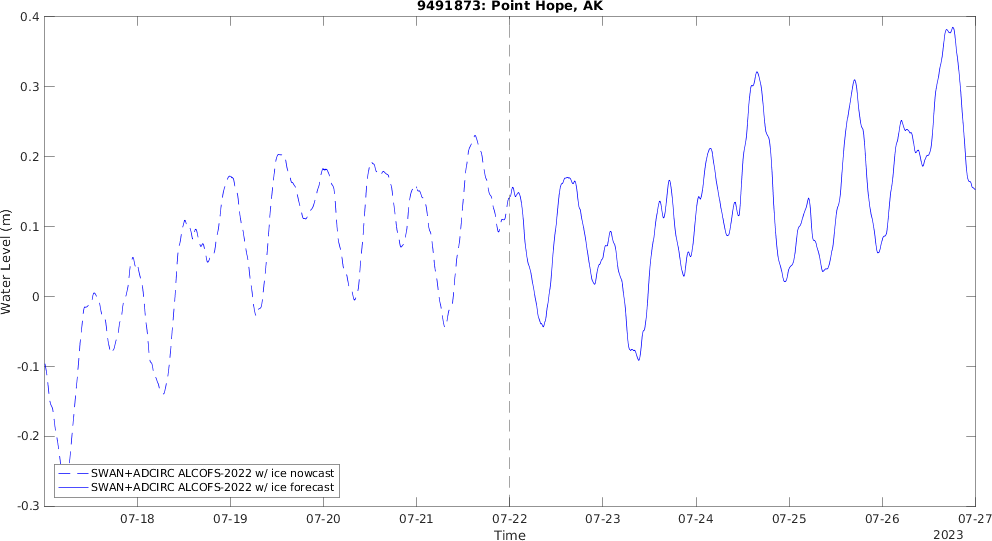 9491873: Point Hope, AK
0.4
0.3
0.2
0.1
0
-0.1
-0.2
-0.3
Water Level (m)
SWAN+ADCIRC ALCOFS-2022 w/ ice nowcast
SWAN+ADCIRC ALCOFS-2022 w/ ice forecast
07-18 07-19 07-20 07-21 07-22 07-23 07-24 07-25 07-26 07-27
Time
2023